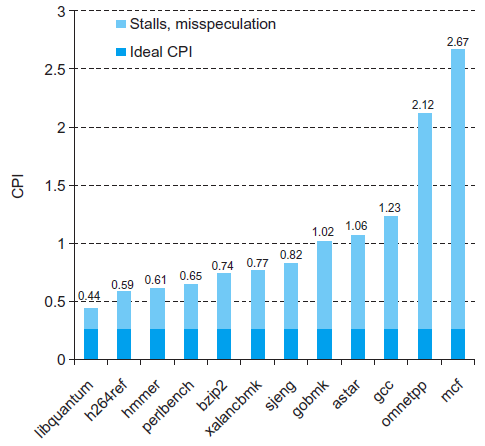 3
Stalls, misspeculation
Ideal CPI
2.67
2.5
2.12
2
CPI
1.5
1.23
1.02 1.06
1
0.82
0.74 0.77
0.59 0.61 0.65
0.5
0.44
0
libquantum
h264ref
hmmer
perlbench
bzip2
xalancbmk
sjeng
gobmk
astar
gcc
omnetpp
mcf